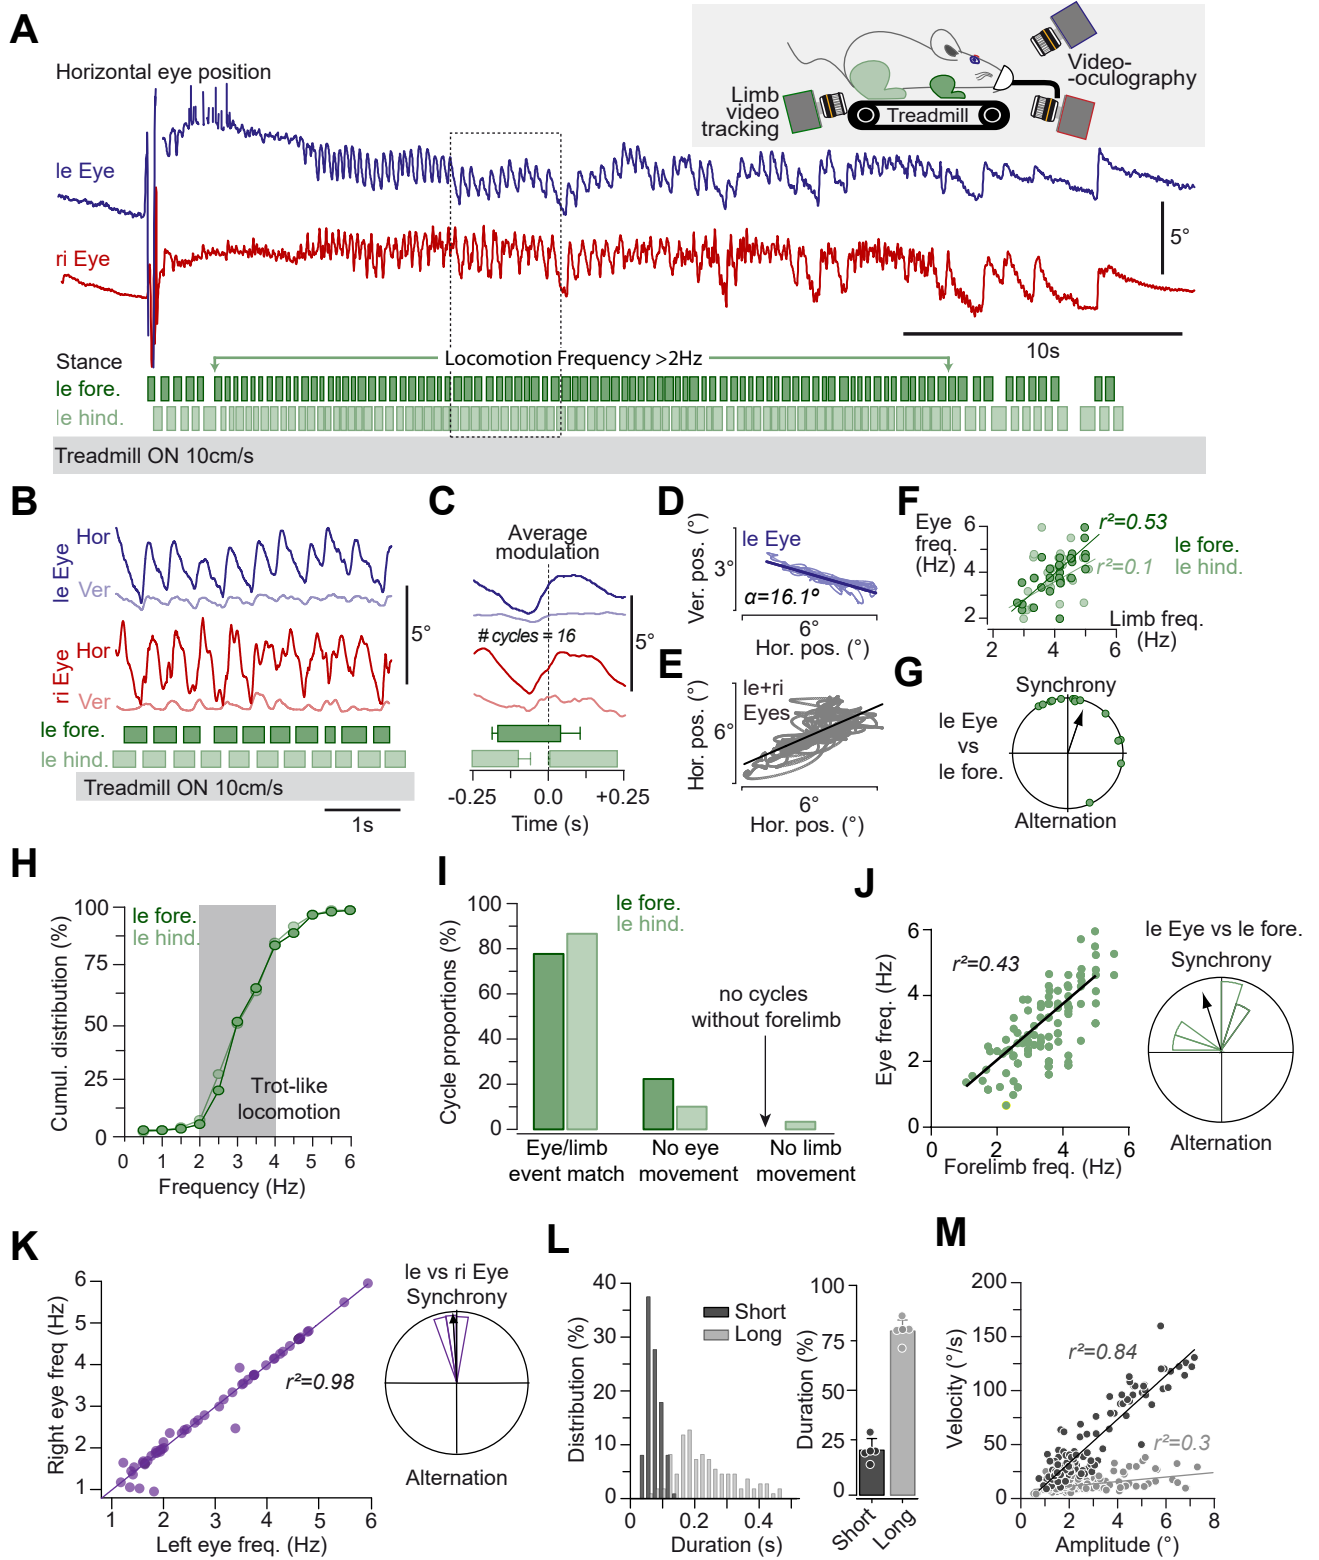 A
Horizontal eye position
le Eye
ri Eye
Limb
video
tracking
Video-
-oculography
Treadmill
5°
10s
Stance
Locomotion Frequency >2Hz
le fore.
le hind.
Treadmill ON 10cm/s
B
le Eye
Hor
Ver
ri Eye
Hor
Ver
5°
le fore.
le hind.
Treadmill ON 10cm/s
1s
C
Average
modulation
# cycles = 16
5°
-0.25 0.0 +0.25
Time (s)
D
Ver. pos. (°)
3°
le Eye
α=16.1°
6°
Hor. pos. (°)
E
Hor. pos. (°)
6°
le+ri
Eyes
6°
Hor. pos. (°)
F
Eye
freq.
(Hz)
6
4
2
r²=0.53
r²=0.1
le fore.
le hind.
2 4 6
Limb freq.
(Hz)
G
Synchrony
le Eye
vs
le fore.
Alternation
H
Cumul. distribution (%)
100
75
50
25
0
le fore.
le hind.
Trot-like
locomotion
0 1 2 3 4 5 6
Frequency (Hz)
I
Cycle proportions (%)
100
80
60
40
20
0
le fore.
le hind.
no cycles
without forelimb
Eye/limb
event match
No eye
movement
No limb
movement
J
Eye freq. (Hz)
6
4
2
0
r²=0.43
0 2 4 6
Forelimb freq. (Hz)
le Eye vs le fore.
Synchrony
Alternation
K
Right eye freq (Hz)
6
5
4
3
2
1
r²=0.98
1 2 3 4 5 6
Left eye freq. (Hz)
le vs ri Eye
Synchrony
Alternation
L
Distribution (%)
40
30
20
10
0
Short
Long
0 0.2 0.4
Duration (s)
Duration (%)
100
75
50
25
0
Short
Long
M
Velocity (°/s)
200
150
100
50
0
r²=0.84
r²=0.3
0 2 4 6 8
Amplitude (°)